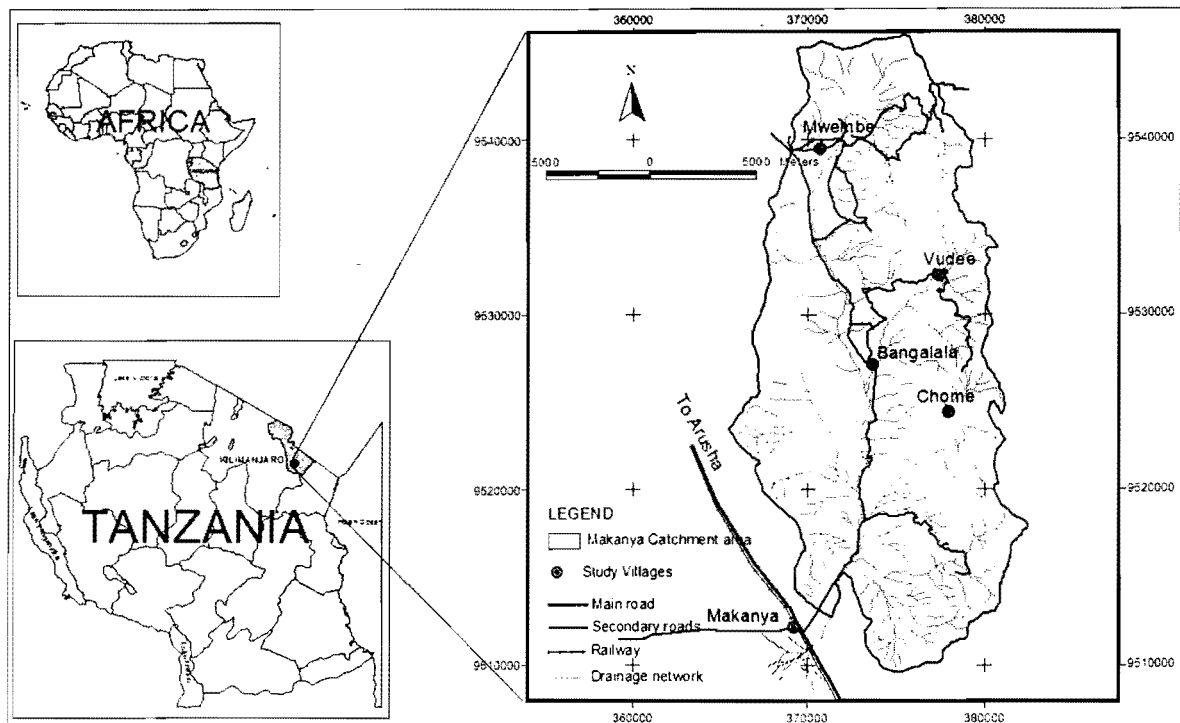 AFRICA
TANZANIA
KILIMANJARO
360000 370000 380000
N
5000 0 5000 Meters
9540000 9540000
9530000 9530000
9520000 9520000
9510000 9510000
Mwembe
Vudee
Bangalala
Chome
To Arusha
Makanya
LEGEND
Makanya Catchment area
Study Villages
Main road
Secondary roads
Railway
Drainage network
360000 370000 380000